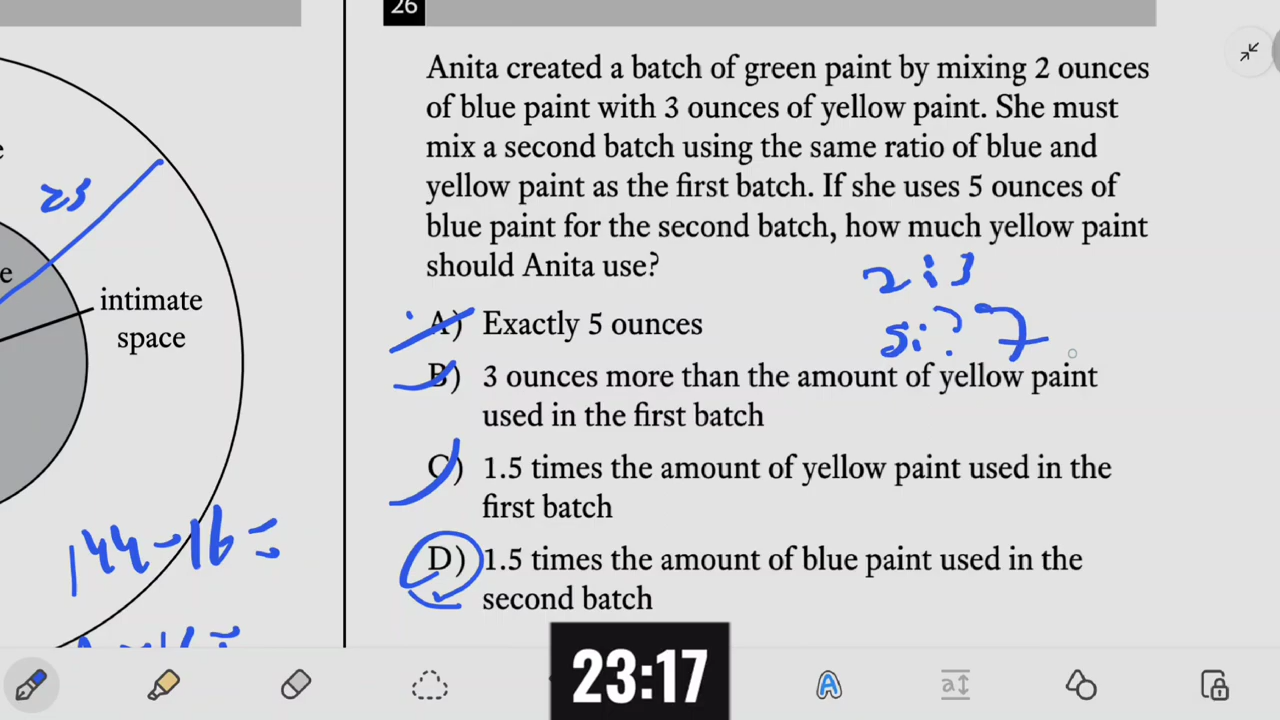 26
e
25
e
intimate
space
144-16=
Anita created a batch of green paint by mixing 2 ounces
of blue paint with 3 ounces of yellow paint. She must
mix a second batch using the same ratio of blue and
yellow paint as the first batch. If she uses 5 ounces of
blue paint for the second batch, how much yellow paint
should Anita use?
2:3
5:? 7
A) Exactly 5 ounces
B) 3 ounces more than the amount of yellow paint
used in the first batch
C) 1.5 times the amount of yellow paint used in the
first batch
D) 1.5 times the amount of blue paint used in the
second batch
23:17
A
a